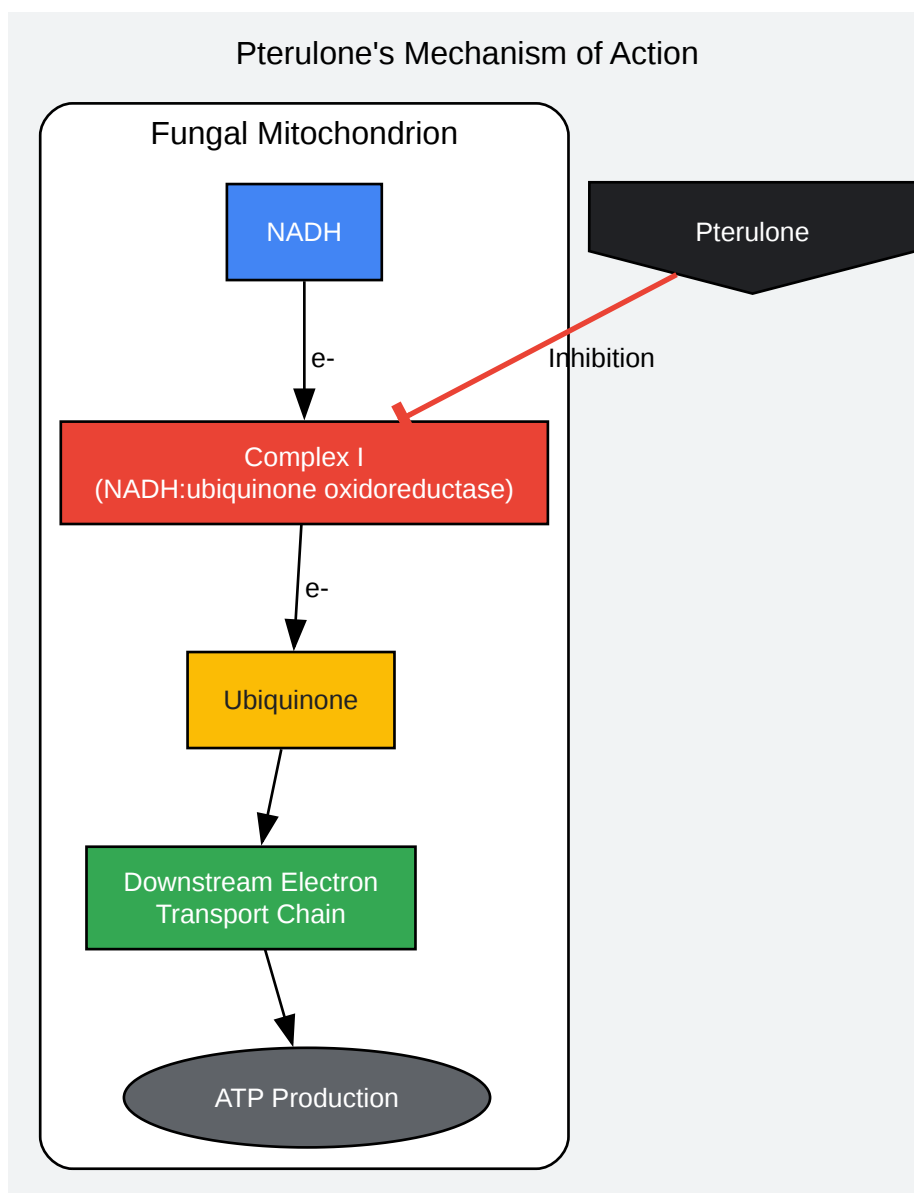 Pterulone's Mechanism of Action
Fungal Mitochondrion
NADH
Pterulone
e-
Inhibition
Complex I
(NADH:ubiquinone oxidoreductase)
e-
Ubiquinone
Downstream Electron
Transport Chain
ATP Production